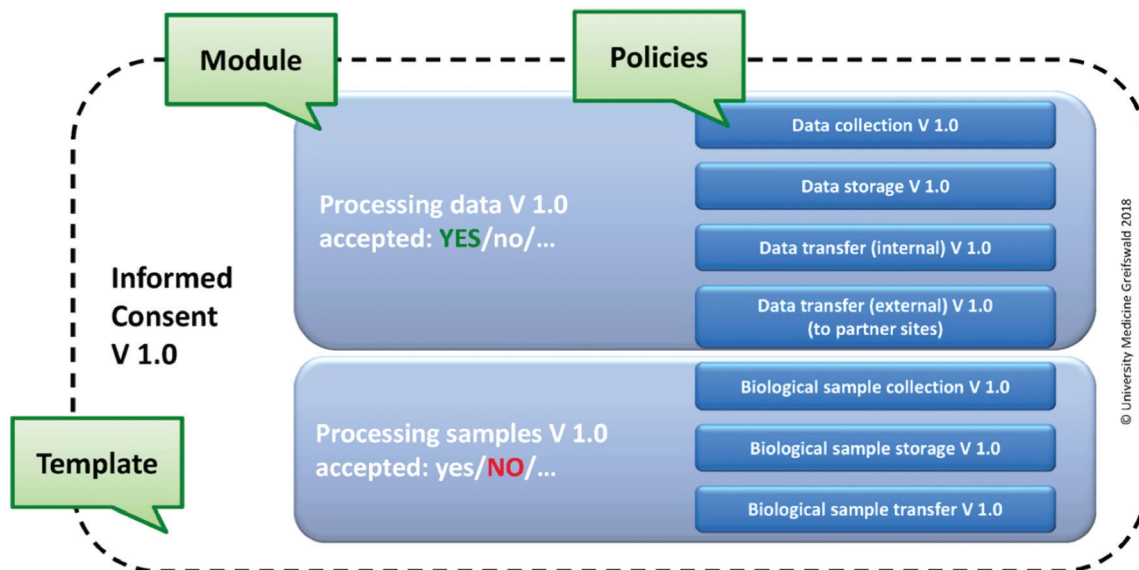 Module
Policies
Informed
Consent
V 1.0
Template
Processing data V 1.0
accepted: YES/no/...
Data collection V 1.0
Data storage V 1.0
Data transfer (internal) V 1.0
Data transfer (external) V 1.0
(to partner sites)
Processing samples V 1.0
accepted: yes/NO/...
Biological sample collection V 1.0
Biological sample storage V 1.0
Biological sample transfer V 1.0
© University Medicine Greifswald 2018